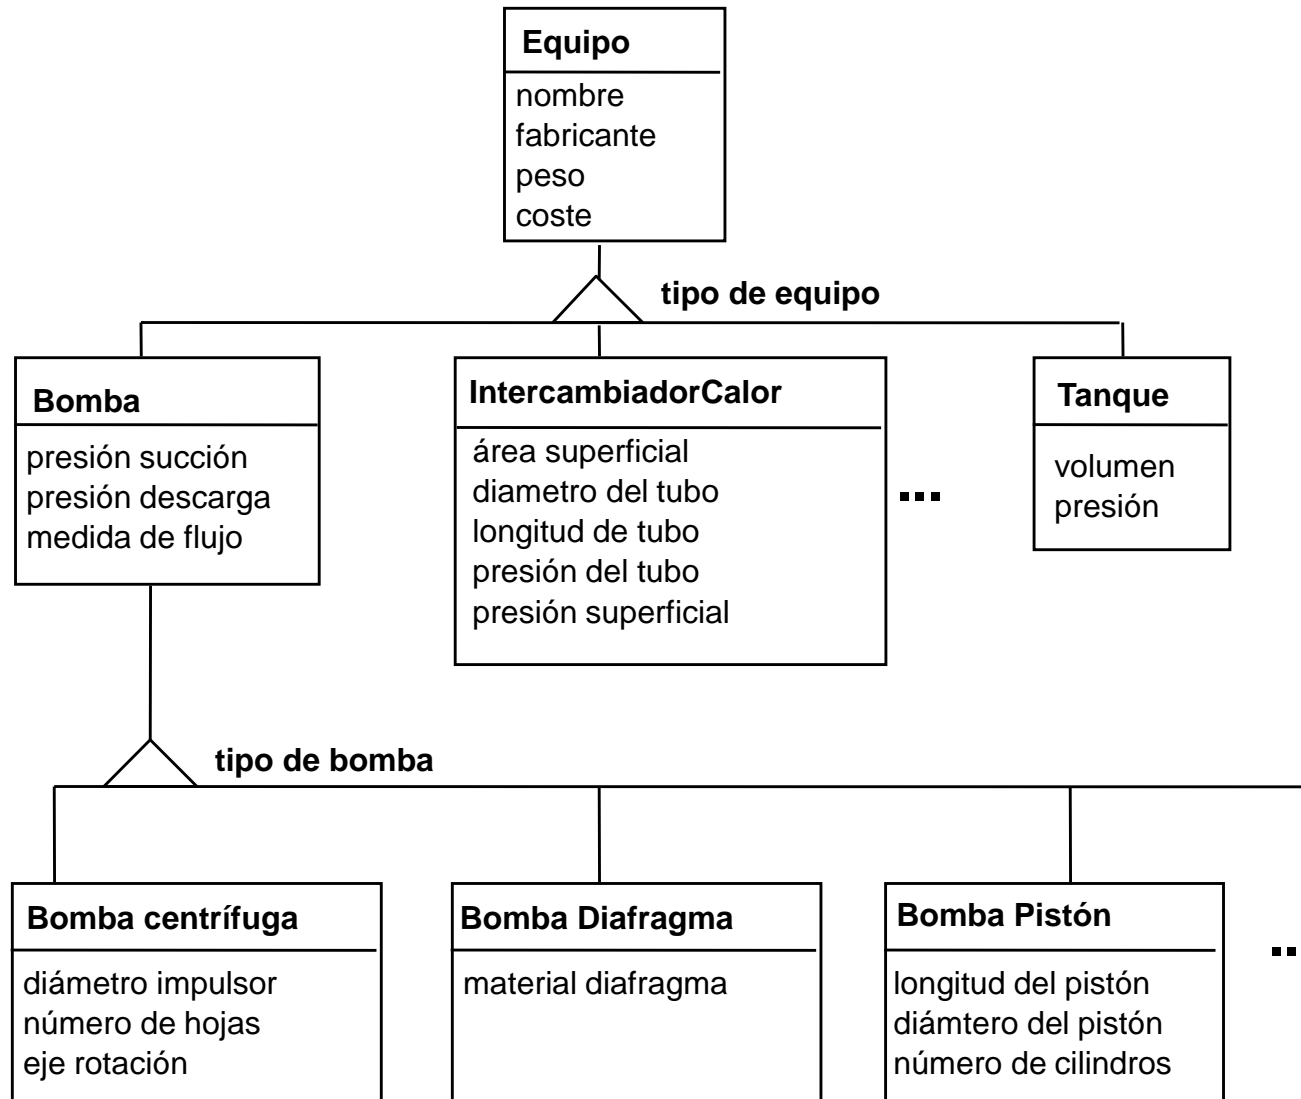 Equipo
nombre
fabricante
peso
coste
tipo de equipo
Bomba
presión succión
presión descarga
medida de flujo
IntercambiadorCalor
área superficial
diametro del tubo
longitud de tubo
presión del tubo
presión superficial
...
Tanque
volumen
presión
tipo de bomba
Bomba centrífuga
diámetro impulsor
número de hojas
eje rotación
Bomba Diafragma
material diafragma
Bomba Pistón
longitud del pistón
diámtero del pistón
número de cilindros
..